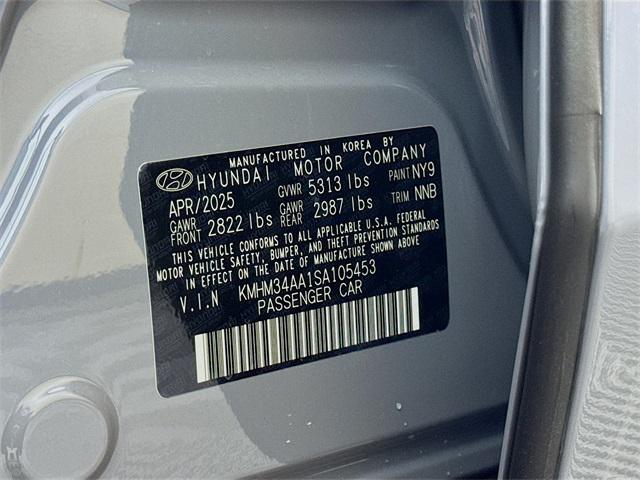 MANUFACTURED IN KOREA BY
HYUNDAI MOTOR COMPANY
APR/2025 GVWR 5313 lbs PAINT NY9
GAWR FRONT 2822 lbs GAWR REAR 2987 lbs TRIM NNB
THIS VEHICLE CONFORMS TO ALL APPLICABLE U.S.A. FEDERAL
MOTOR VEHICLE SAFETY, BUMPER, AND THEFT PREVENTION STANDARDS
IN EFFECT ON THE DATE OF MANUFACTURE SHOWN ABOVE.
V.I.N KMHM34AA1SA105453
PASSENGER CAR